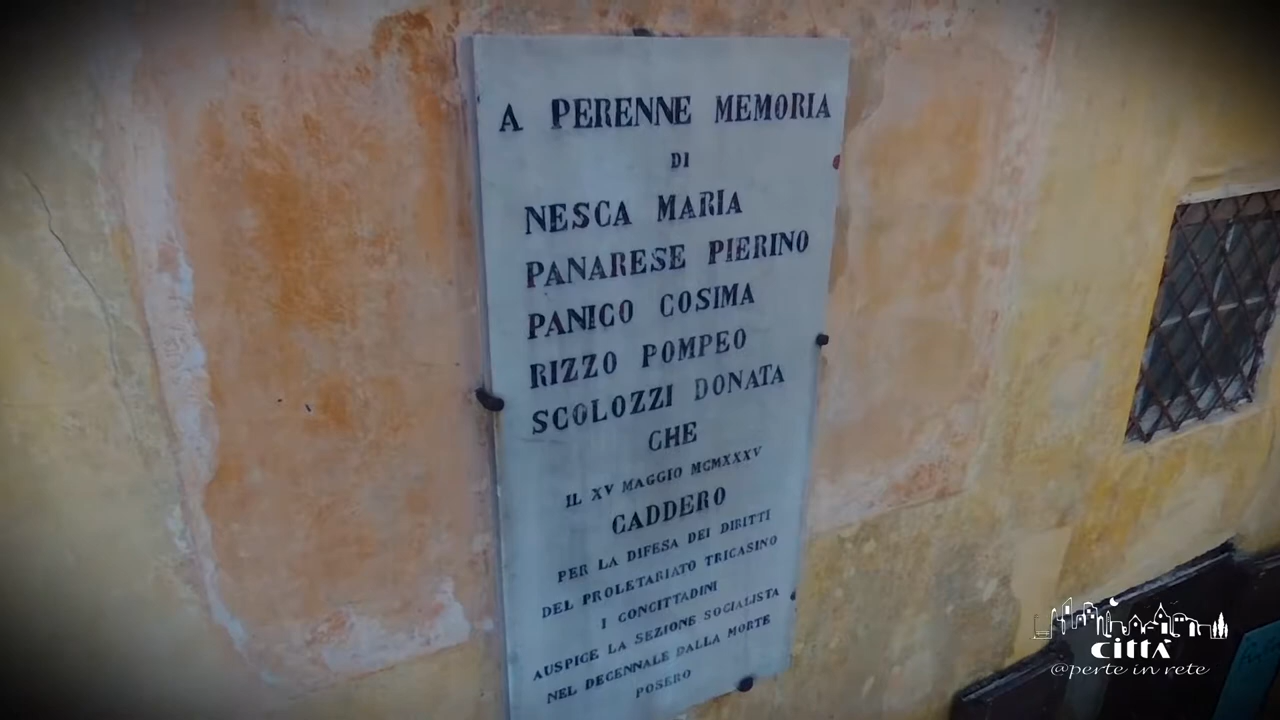 A PERENNE MEMORIA
DI
NESCA MARIA
PANARESE PIERINO
PANICO COSIMA
RIZZO POMPEO
SCOLOZZI DONATA
CHE
IL XV MAGGIO MCMXXXV
CADDERO
PER LA DIFESA DEI DIRITTI
DEL PROLETARIATO TRICASINO
I CONCITTADINI
AUSPICE LA SEZIONE SOCIALISTA
NEL DECENNALE DALLA MORTE
POSERO
CITTÀ
@perte in rete